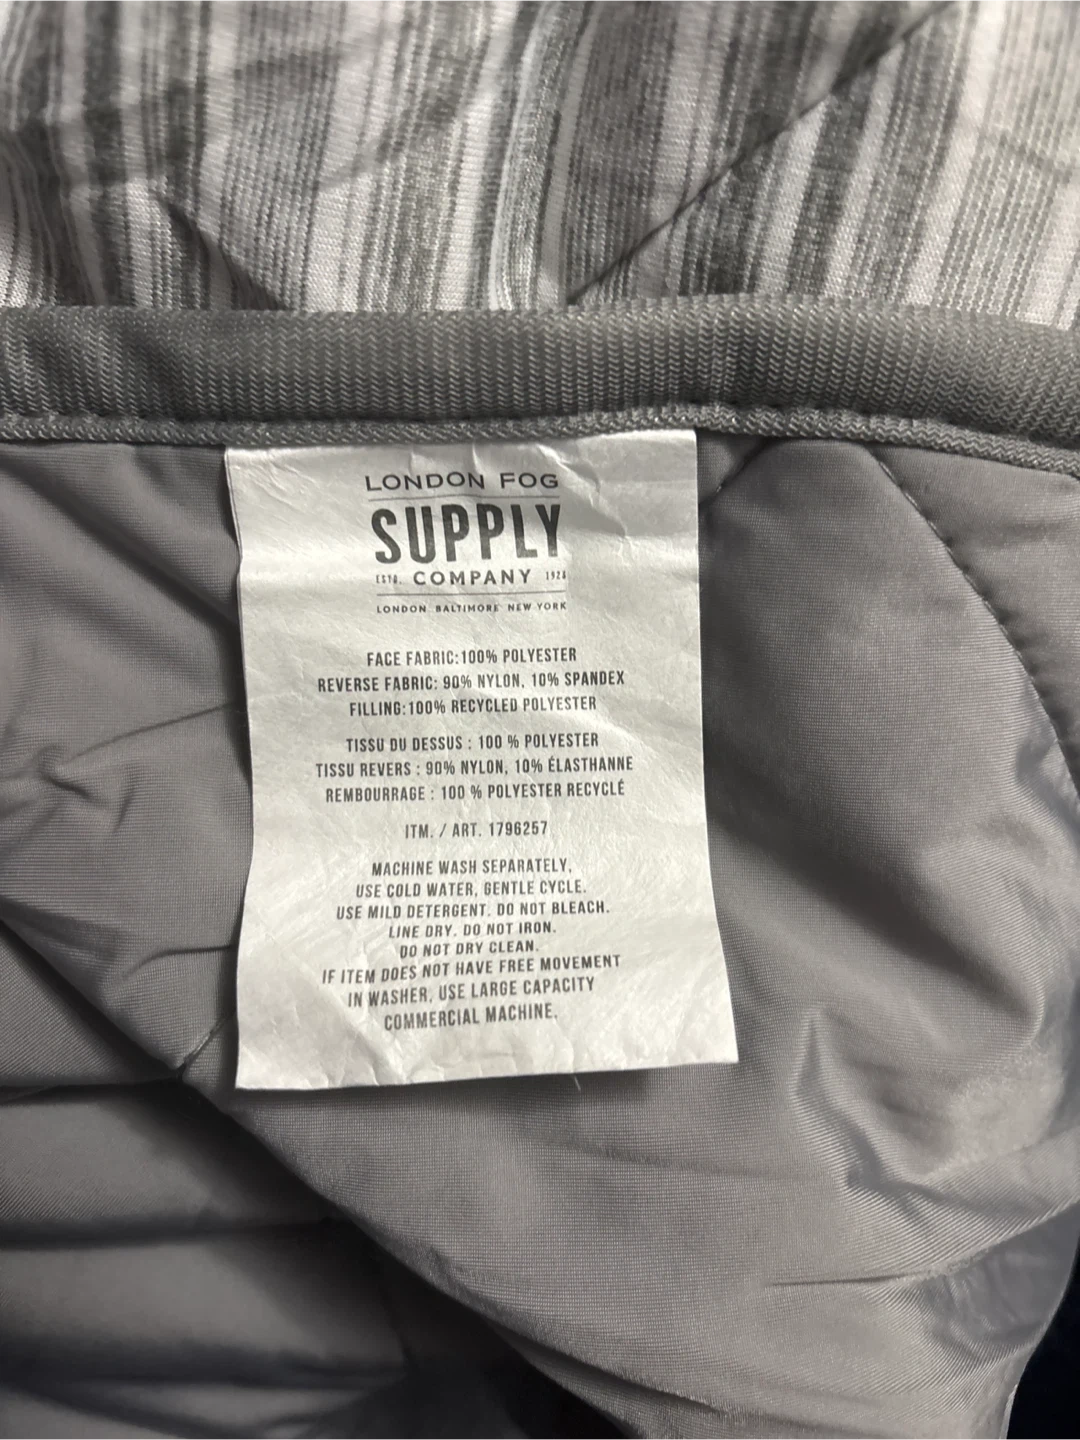 LONDON FOG
SUPPLY
ESTD. COMPANY 1923
LONDON BALTIMORE NEW YORK
FACE FABRIC:100% POLYESTER
REVERSE FABRIC: 90% NYLON, 10% SPANDEX
FILLING:100% RECYCLED POLYESTER
TISSU DU DESSUS : 100 % POLYESTER
TISSU REVERS : 90% NYLON, 10% ÉLASTHANNE
REMBOURRAGE : 100 % POLYESTER RECYCLÉ
ITM. / ART. 1796257
MACHINE WASH SEPARATELY,
USE COLD WATER, GENTLE CYCLE.
USE MILD DETERGENT. DO NOT BLEACH.
LINE DRY. DO NOT IRON.
DO NOT DRY CLEAN.
IF ITEM DOES NOT HAVE FREE MOVEMENT
IN WASHER, USE LARGE CAPACITY
COMMERCIAL MACHINE.